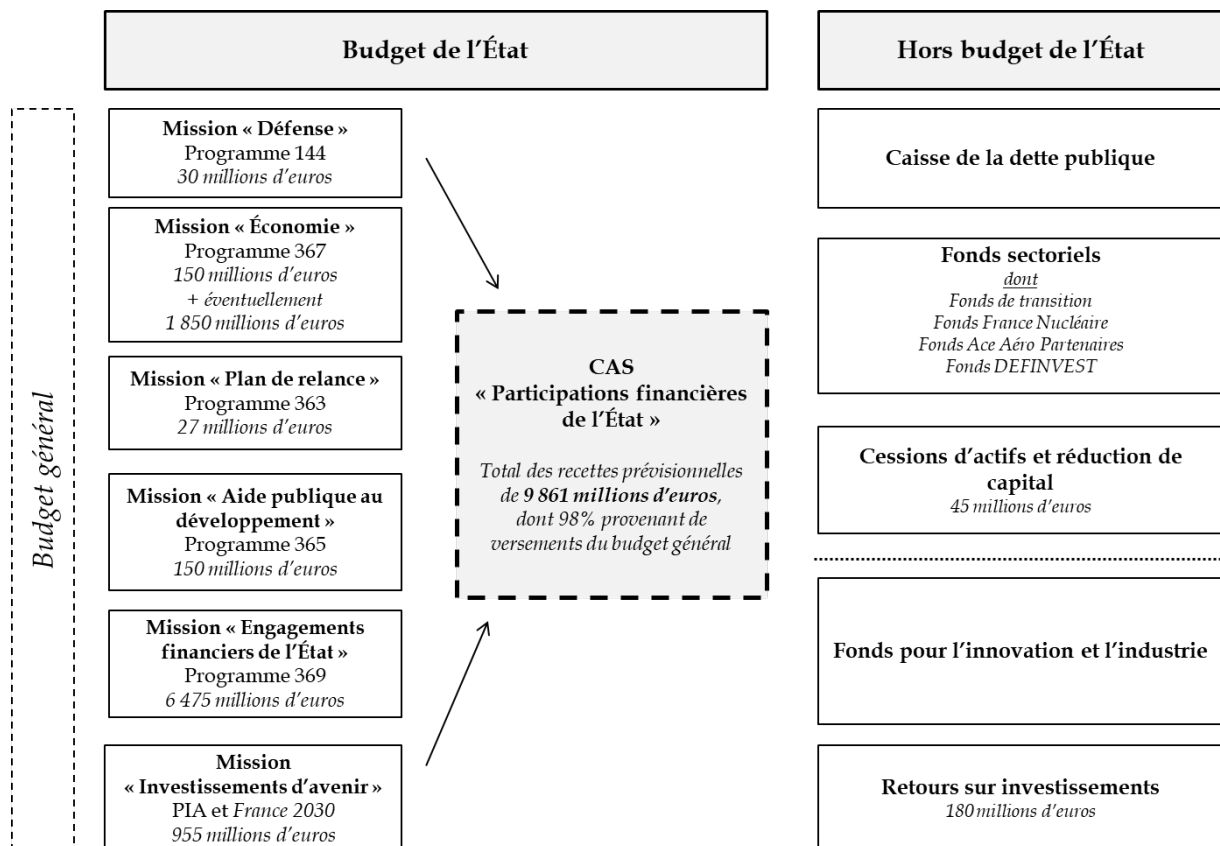 Budget de l’État
Hors budget de l’État
Budget général
Mission « Défense »
Programme 144
30 millions d’euros
Mission « Économie »
Programme 367
150 millions d’euros
+ éventuellement
1 850 millions d’euros
Mission « Plan de relance »
Programme 363
27 millions d’euros
Mission « Aide publique au
développement »
Programme 365
150 millions d’euros
Mission « Engagements
financiers de l’État »
Programme 369
6 475 millions d’euros
Mission
« Investissements d’avenir »
PIA et France 2030
955 millions d’euros
CAS
« Participations financières
de l’État »
Total des recettes prévisionnelles
de 9 861 millions d’euros,
dont 98% provenant de
versements du budget général
Caisse de la dette publique
Fonds sectoriels
dont
Fonds de transition
Fonds France Nucléaire
Fonds Ace Aéro Partenaires
Fonds DEFINVEST
Cessions d’actifs et réduction de
capital
45 millions d’euros
Fonds pour l’innovation et l’industrie
Retours sur investissements
180 millions d’euros